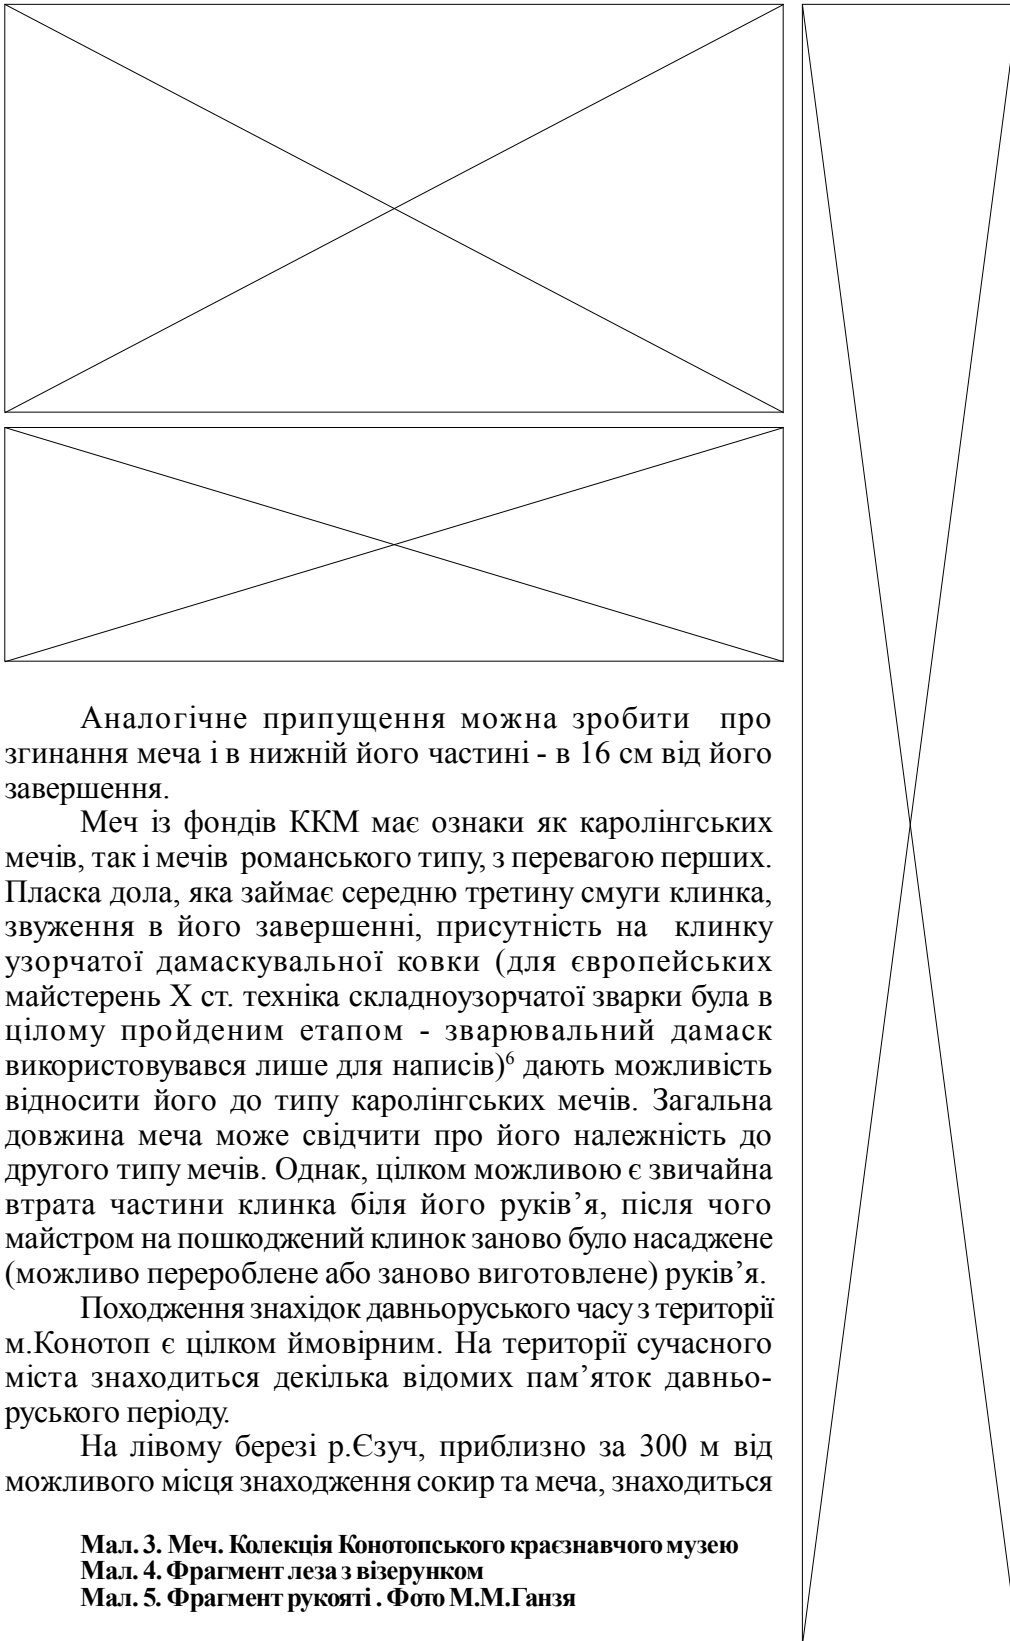 Аналогічне припущення можна зробити про
згинання меча і в нижній його частині - в 16 см від його
завершення.
Меч із фондів ККМ має ознаки як каролінгських
мечів, так і мечів романського типу, з перевагою перших.
Пласка дола, яка займає середню третину смуги клинка,
звуження в його завершенні, присутність на клинку
узорчатої дамаскувальної ковки (для європейських
майстерень X ст. техніка складноузорчатої зварки була в
цілому пройденим етапом - зварювальний дамаск
використовувався лише для написів)⁶ дають можливість
відносити його до типу каролінгських мечів. Загальна
довжина меча може свідчити про його належність до
другого типу мечів. Однак, цілком можливою є звичайна
втрата частини клинка біля його руків’я, після чого
майстром на пошкоджений клинок заново було насаджене
(можливо перероблене або заново виготовлене) руків’я.
Походження знахідок давньоруського часу з території
м.Конотоп є цілком ймовірним. На території сучасного
міста знаходиться декілька відомих пам’яток давньо-
руського періоду.
На лівому березі р.Єзуч, приблизно за 300 м від
можливого місця знаходження сокир та меча, знаходиться
Мал. 3. Меч. Колекція Конотопського краєзнавчого музею
Мал. 4. Фрагмент леза з візерунком
Мал. 5. Фрагмент рукояті . Фото М.М.Ганзя